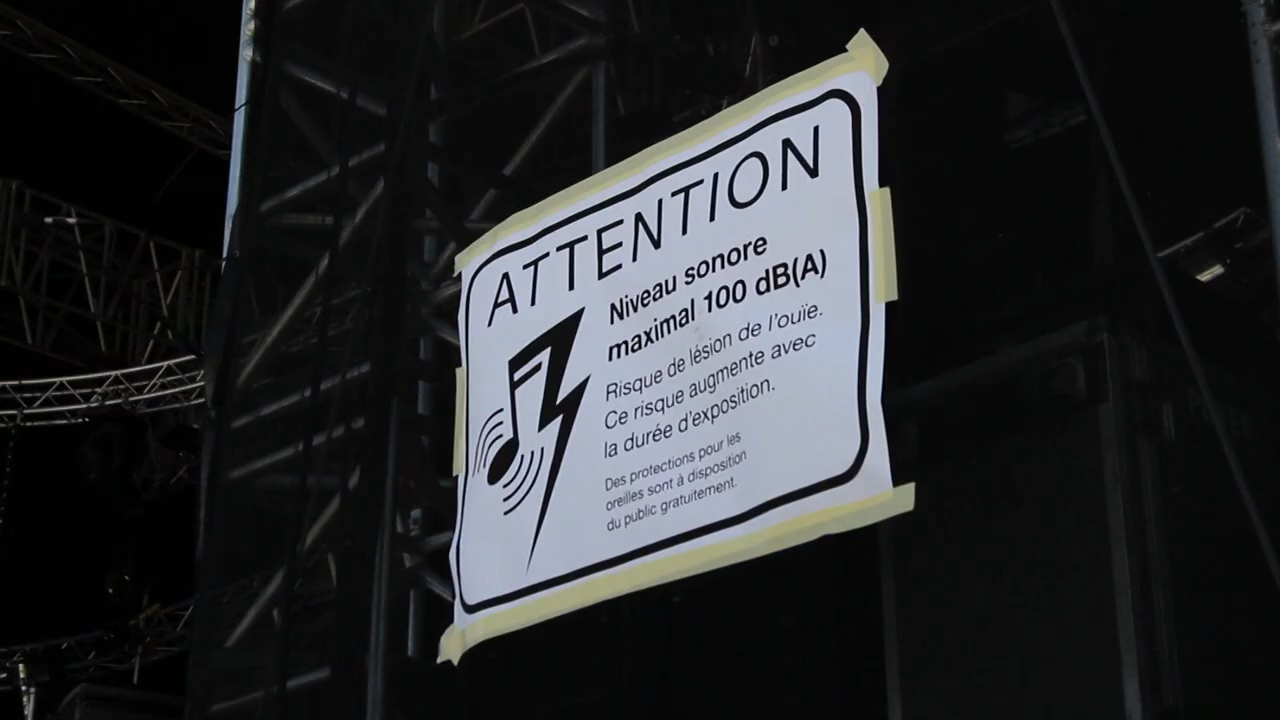 ATTENTION
Niveau sonore
maximal 100 dB(A)
Risque de lésion de l'ouïe.
Ce risque augmente avec
la durée d'exposition.
Des protections pour les
oreilles sont à disposition
du public gratuitement.